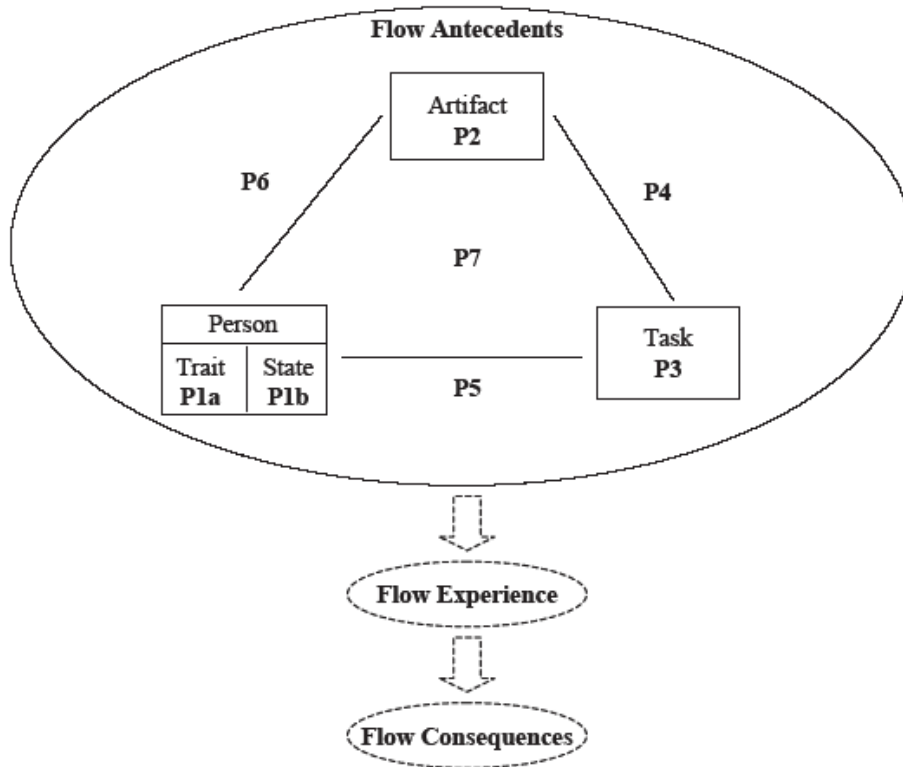 Flow Antecedents
Artifact
P2
P6
P4
P7
Person
Trait
P1a
State
P1b
Task
P3
P5
Flow Experience
Flow Consequences